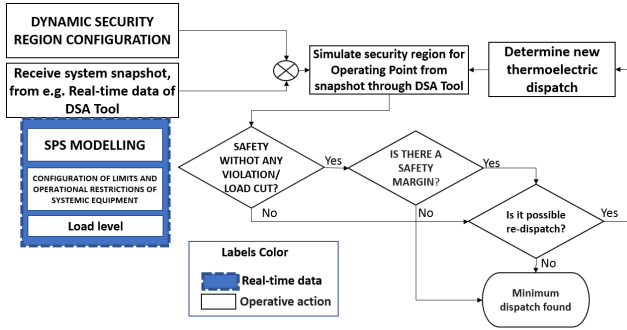 DYNAMIC SECURITY
REGION CONFIGURATION
Receive system snapshot,
from e.g. Real-time data of
DSA Tool
SPS MODELLING
CONFIGURATION OF LIMITS AND
OPERATIONAL RESTRICTIONS OF
SYSTEMIC EQUIPMENT
Load level
Simulate security region for
Operating Point from
snapshot through DSA Tool
Determine new
thermoelectric
dispatch
SAFETY
WITHOT ANY
VIOLATION/
LOAD CUT?
Yes
No
IS THERE A
SAFETY
MARGIN?
Yes
No
Is it possible
re-dispatch?
Yes
No
Minimum
dispatch found
Labels Color
Real-time data
Operative action